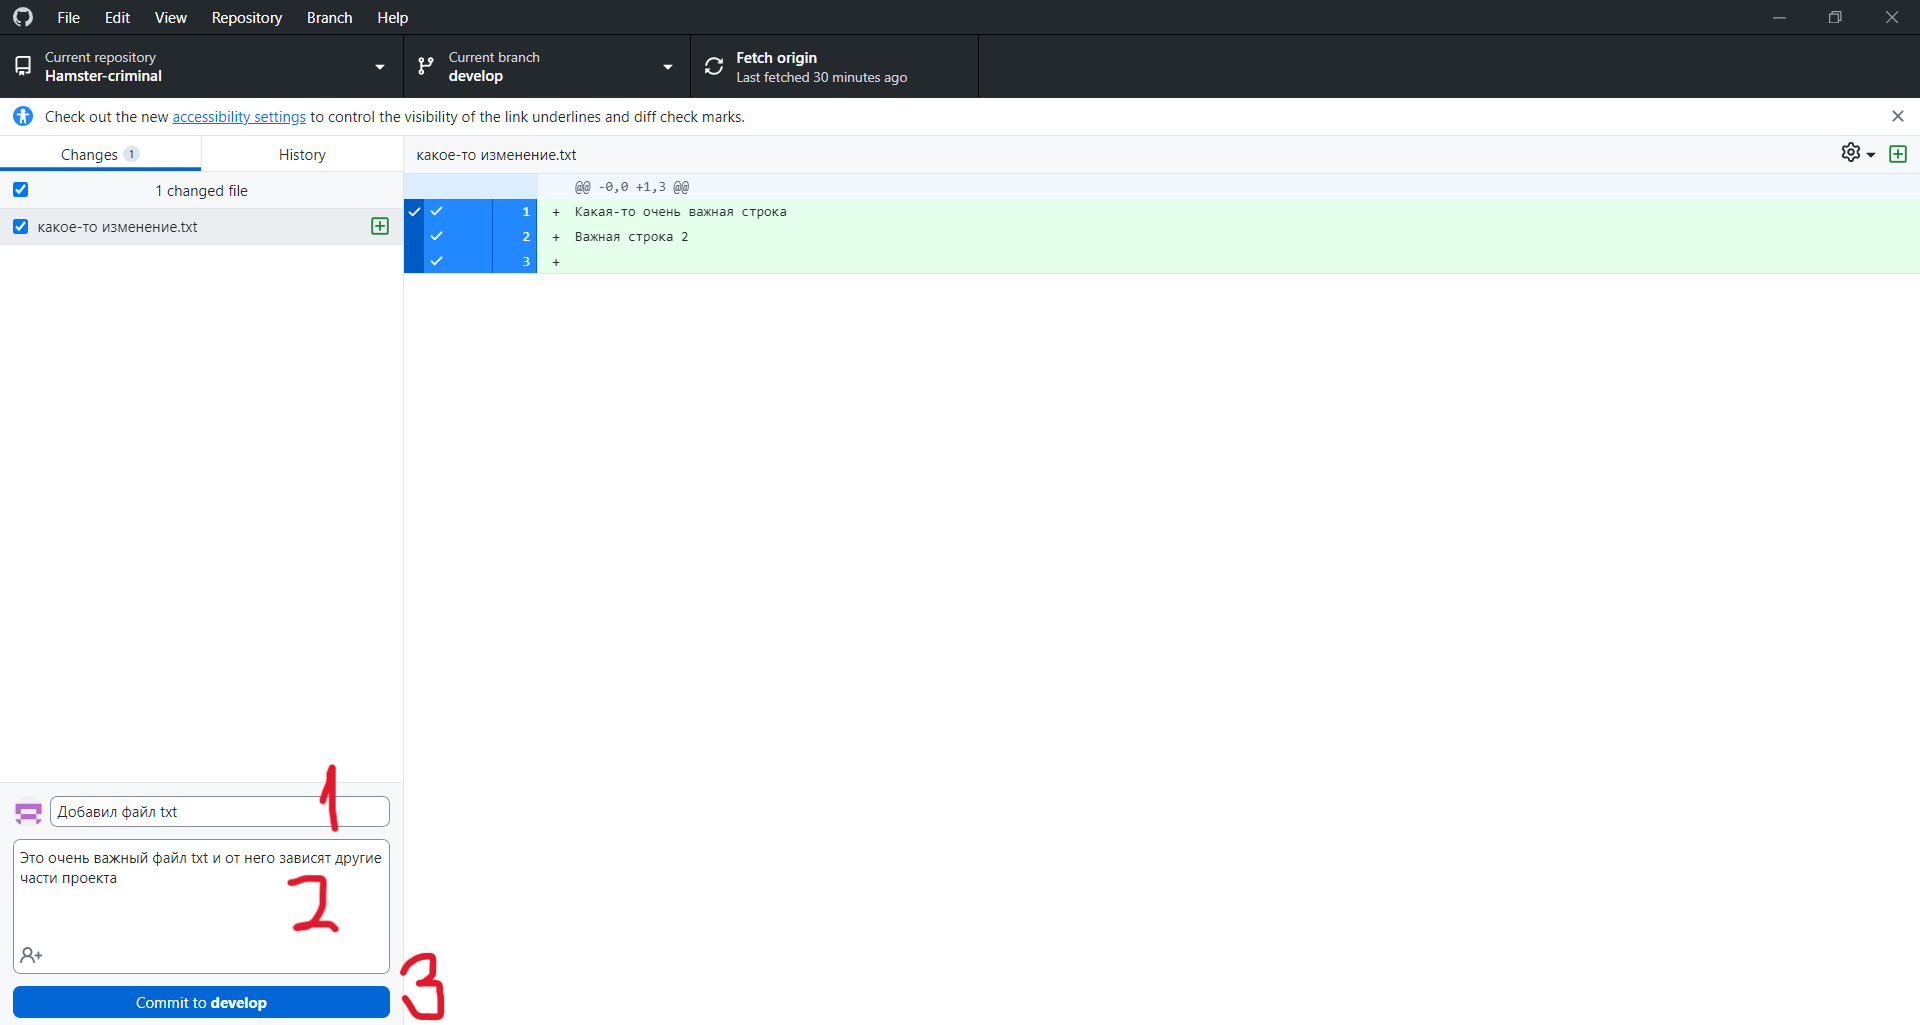 File Edit View Repository Branch Help
Current repository
Hamster-criminal
Current branch
develop
Fetch origin
Last fetched 30 minutes ago
Check out the new accessibility settings to control the visibility of the link underlines and diff check marks.
Changes 1
History
1 changed file
какое-то изменение.txt
какое-то изменение.txt
@@ -0,0 +1,3 @@
1 + Какая-то очень важная строка
2 + Важная строка 2
3 +
1
Добавил файл txt
Это очень важный файл txt и от него зависят другие
части проекта
2
3
Commit to develop